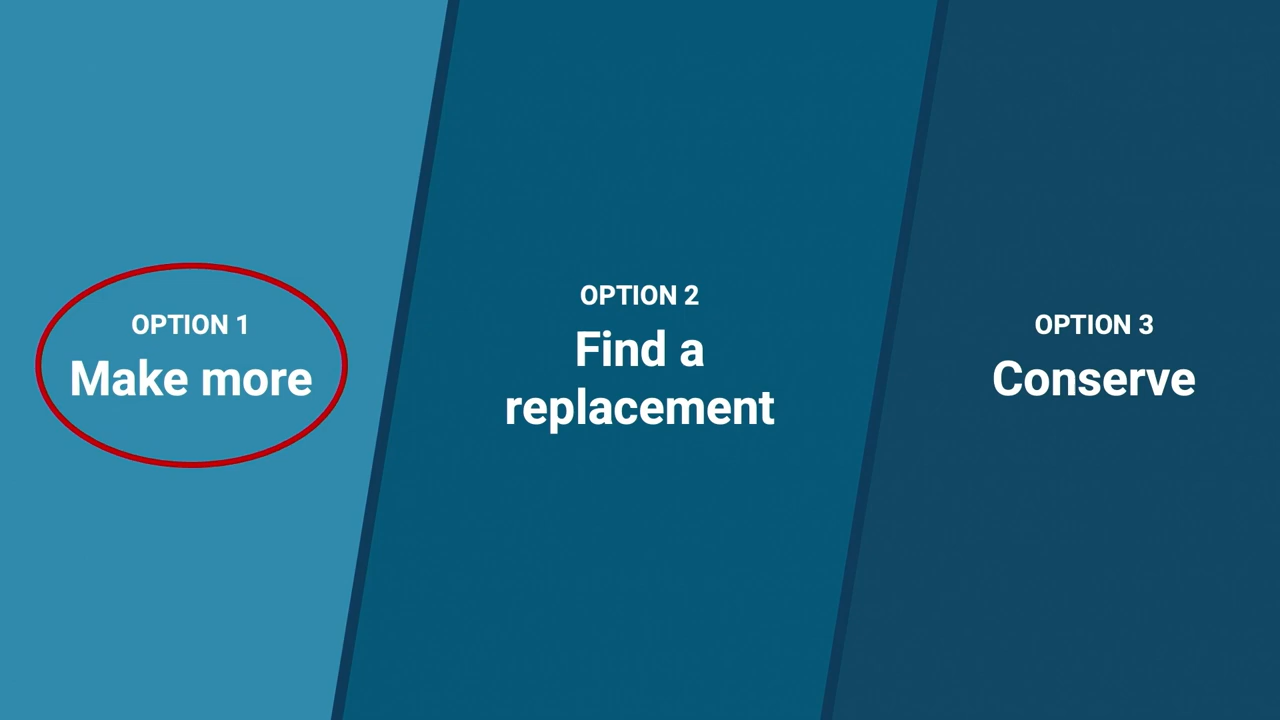 OPTION 1
Make more
OPTION 2
Find a
replacement
OPTION 3
Conserve